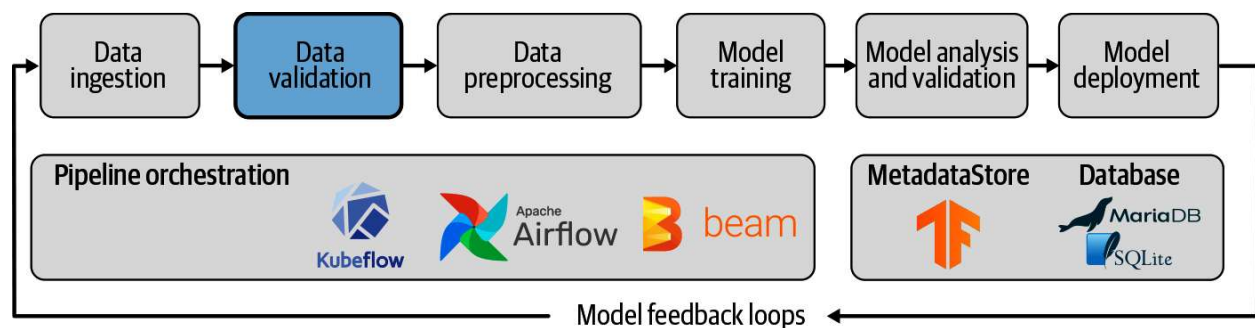 Data
ingestion
Data
validation
Data
preprocessing
Model
training
Model analysis
and validation
Model
deployment
Pipeline orchestration
Kubeflow
Apache
Airflow
beam
MetadataStore
Database
MariaDB
SQLite
Model feedback loops